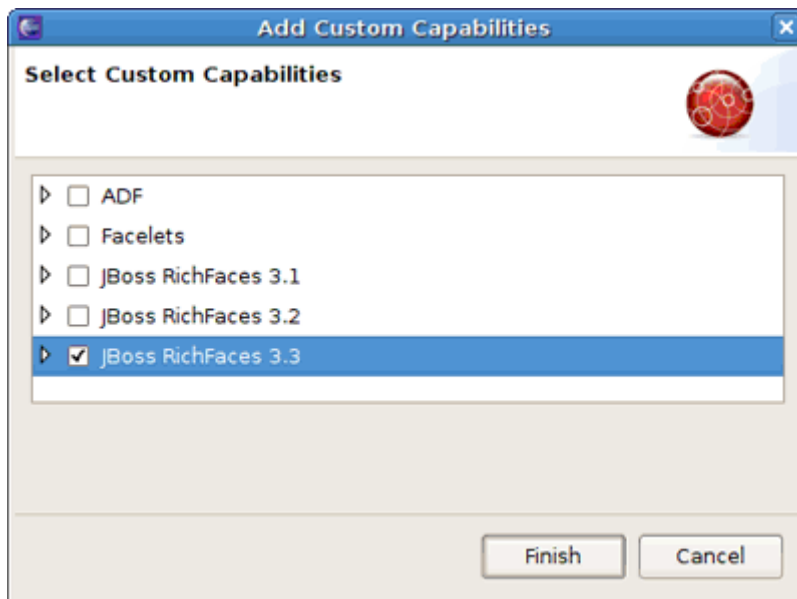 Add Custom Capabilities
Select Custom Capabilities
ADF
Facelets
JBoss RichFaces 3.1
JBoss RichFaces 3.2
JBoss RichFaces 3.3
Finish
Cancel